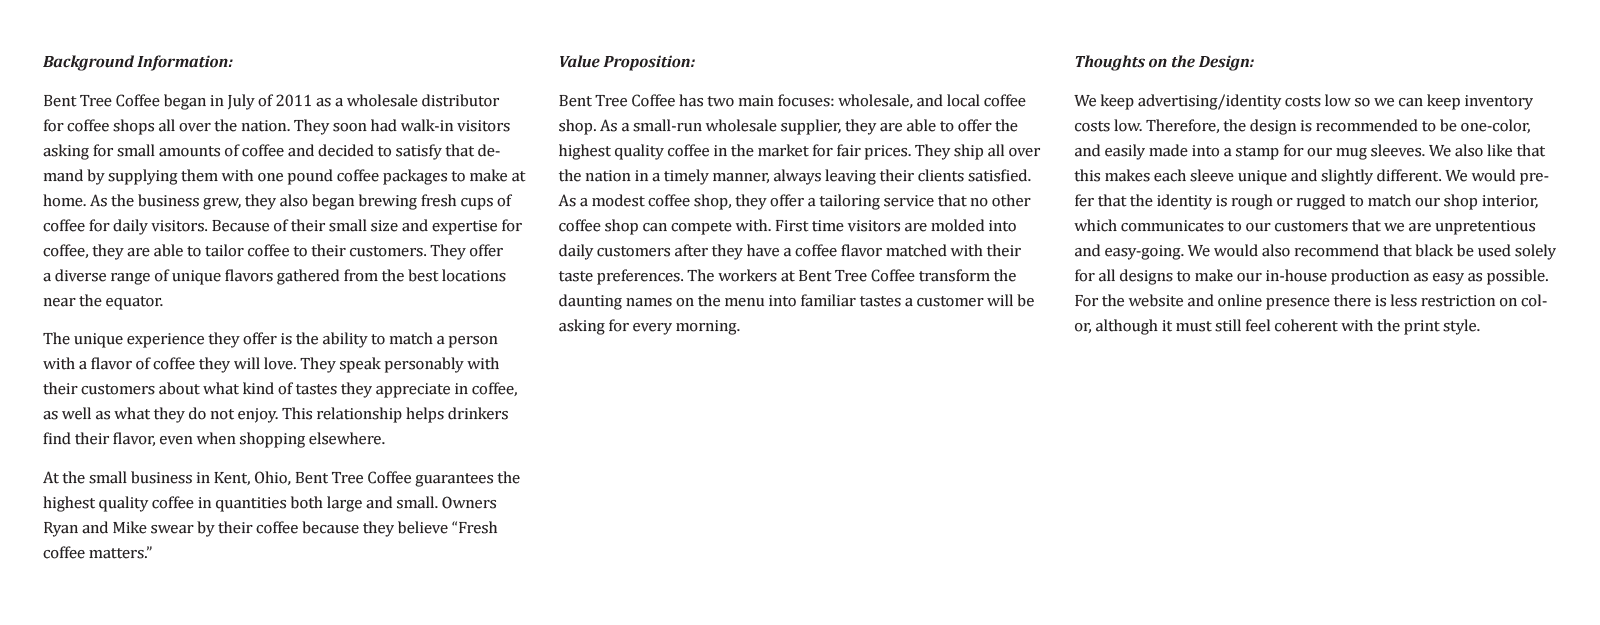 Background Information:
Bent Tree Coffee began in July of 2011 as a wholesale distributor
for coffee shops all over the nation. They soon had walk-in visitors
asking for small amounts of coffee and decided to satisfy that de-
mand by supplying them with one pound coffee packages to make at
home. As the business grew, they also began brewing fresh cups of
coffee for daily visitors. Because of their small size and expertise for
coffee, they are able to tailor coffee to their customers. They offer
a diverse range of unique flavors gathered from the best locations
near the equator.
The unique experience they offer is the ability to match a person
with a flavor of coffee they will love. They speak personably with
their customers about what kind of tastes they appreciate in coffee,
as well as what they do not enjoy. This relationship helps drinkers
find their flavor, even when shopping elsewhere.
At the small business in Kent, Ohio, Bent Tree Coffee guarantees the
highest quality coffee in quantities both large and small. Owners
Ryan and Mike swear by their coffee because they believe “Fresh
coffee matters.”
Value Proposition:
Bent Tree Coffee has two main focuses: wholesale, and local coffee
shop. As a small-run wholesale supplier, they are able to offer the
highest quality coffee in the market for fair prices. They ship all over
the nation in a timely manner, always leaving their clients satisfied.
As a modest coffee shop, they offer a tailoring service that no other
coffee shop can compete with. First time visitors are molded into
daily customers after they have a coffee flavor matched with their
taste preferences. The workers at Bent Tree Coffee transform the
daunting names on the menu into familiar tastes a customer will be
asking for every morning.
Thoughts on the Design:
We keep advertising/identity costs low so we can keep inventory
costs low. Therefore, the design is recommended to be one-color,
and easily made into a stamp for our mug sleeves. We also like that
this makes each sleeve unique and slightly different. We would pre-
fer that the identity is rough or rugged to match our shop interior,
which communicates to our customers that we are unpretentious
and easy-going. We would also recommend that black be used solely
for all designs to make our in-house production as easy as possible.
For the website and online presence there is less restriction on col-
or, although it must still feel coherent with the print style.